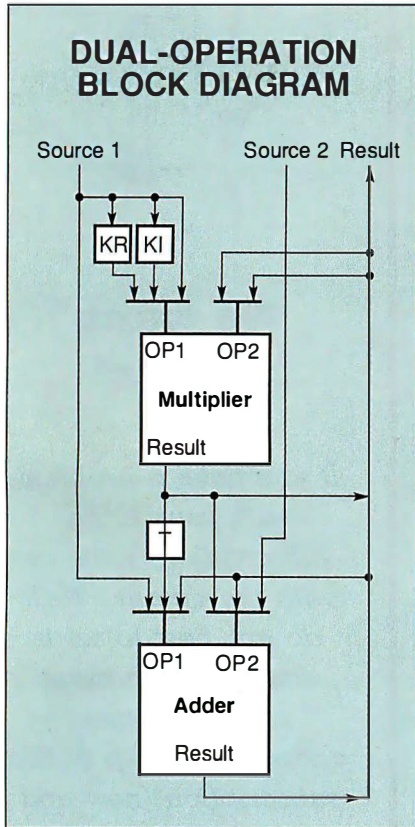 DUAL-OPERATION
BLOCK DIAGRAM
Source 1 Source 2 Result
KR KI
OP1 OP2
Multiplier
Result
T
OP1 OP2
Adder
Result